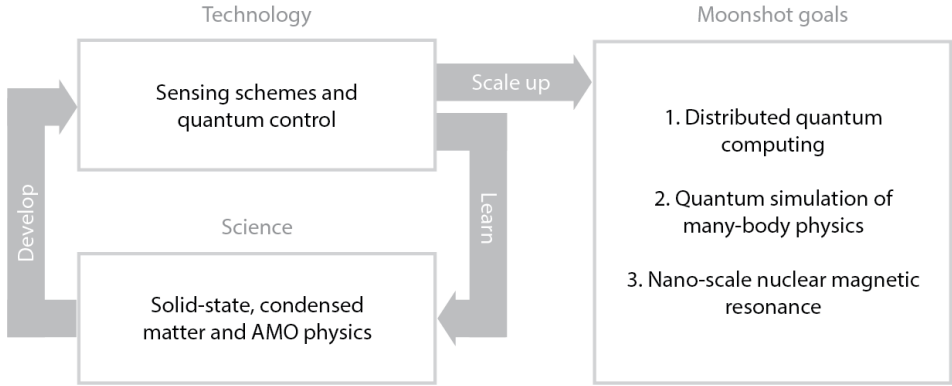 Technology
Moonshot goals
Sensing schemes and
quantum control
Scale up
1. Distributed quantum
computing
2. Quantum simulation of
many-body physics
3. Nano-scale nuclear magnetic
resonance
Develop
Learn
Science
Solid-state, condensed
matter and AMO physics